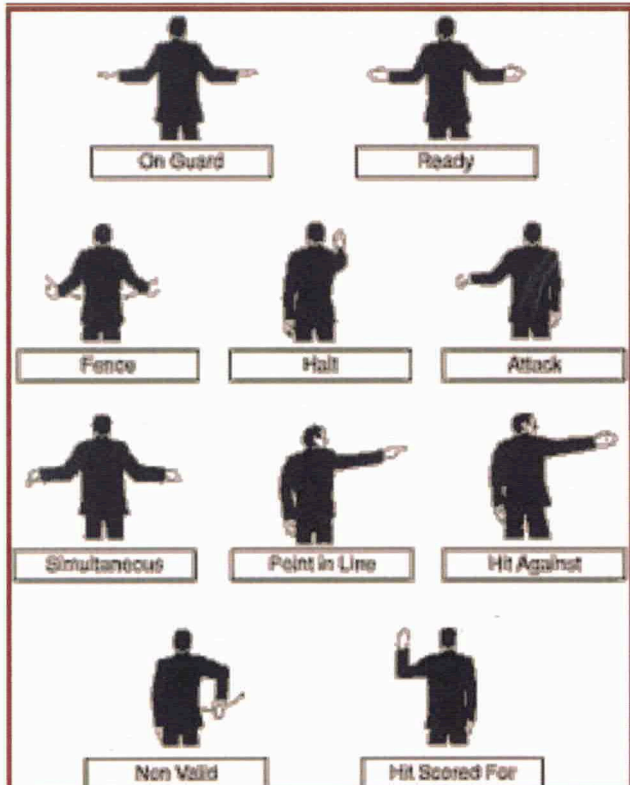 On Guard
Ready
Fence
Halt
Attack
Simultaneous
Point in Line
Hit Against
Non Valid
Hit Scored For